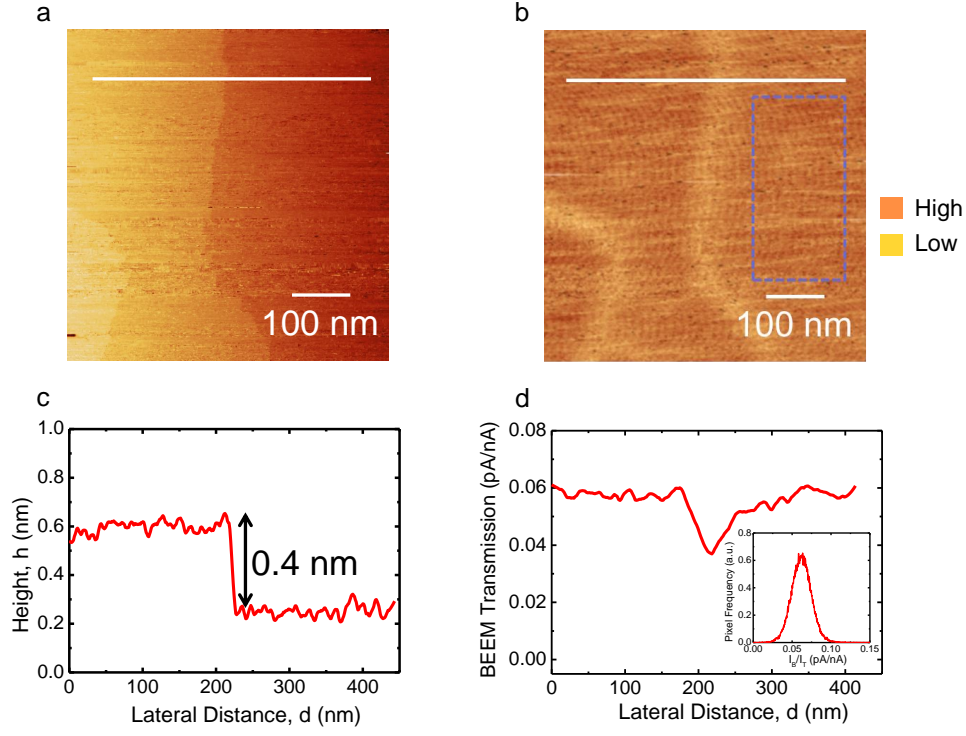 a
b
100 nm
100 nm
High
Low
c
1.0
0.8
0.6
0.4
0.2
0.0
Height, h (nm)
0.4 nm
0 100 200 300 400
Lateral Distance, d (nm)
d
0.08
0.06
0.04
0.02
0.00
BEEM Transmission (pA/nA)
0 100 200 300 400
Lateral Distance, d (nm)
0.8
0.6
0.4
0.2
0.0
Pixel Frequency (a.u.)
0.00 0.05 0.10 0.15
I_B/I_T (pA/nA)